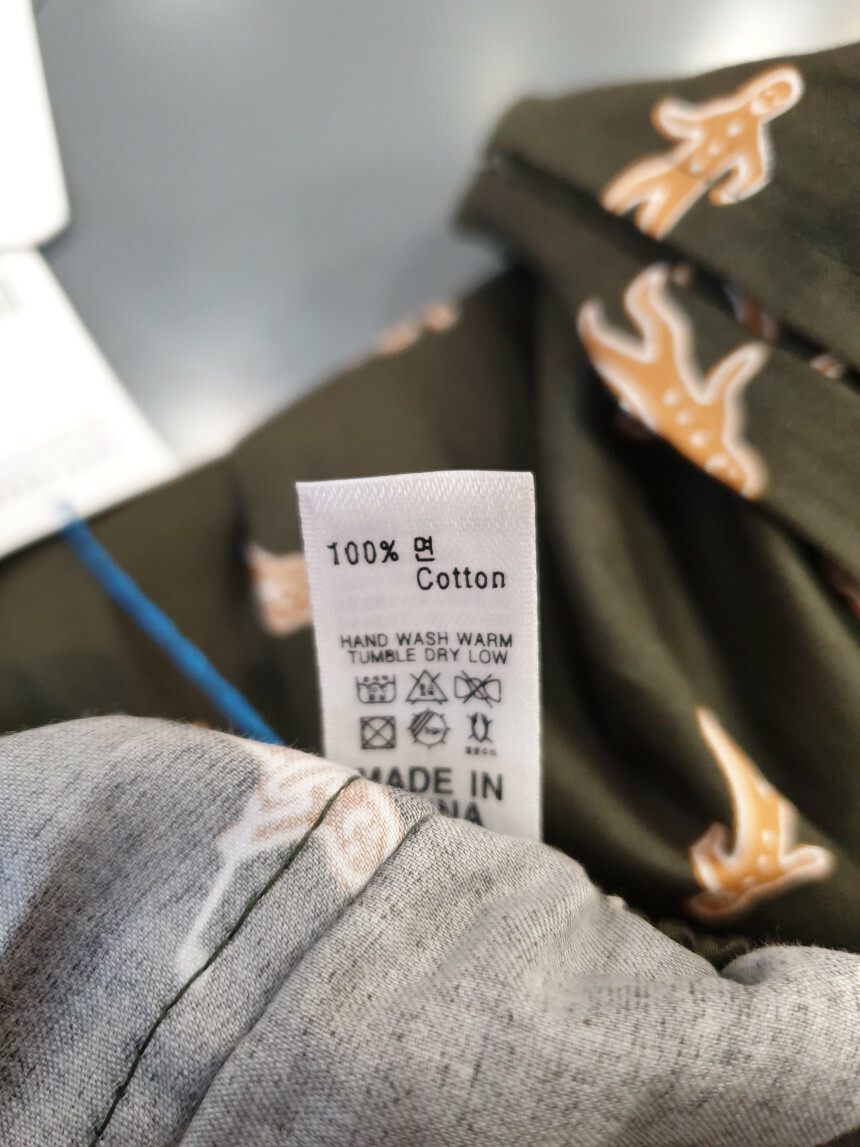 100% 면
Cotton
HAND WASH WARM
TUMBLE DRY LOW
MADE IN